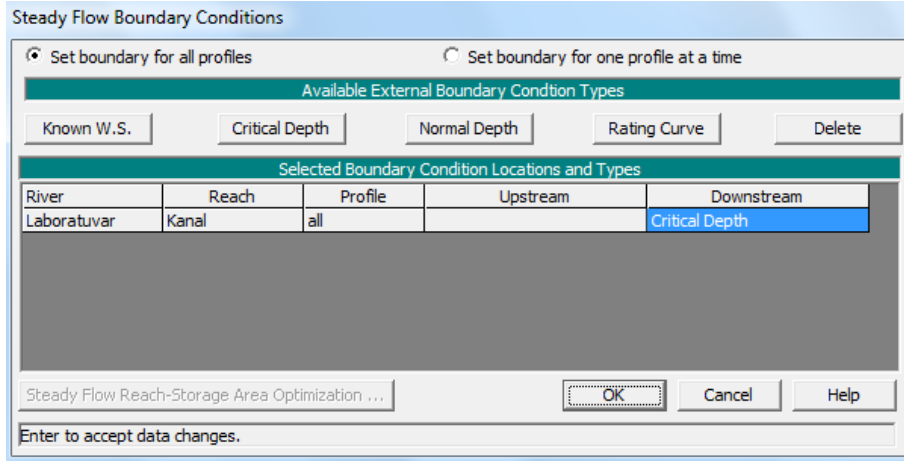 Steady Flow Boundary Conditions
Set boundary for all profiles Set boundary for one profile at a time
Available External Boundary Condtion Types
Known W.S. Critical Depth Normal Depth Rating Curve Delete
Selected Boundary Condition Locations and Types
River Reach Profile Upstream Downstream
Laboratuvar Kanal all Critical Depth
Steady Flow Reach-Storage Area Optimization ... OK Cancel Help
Enter to accept data changes.